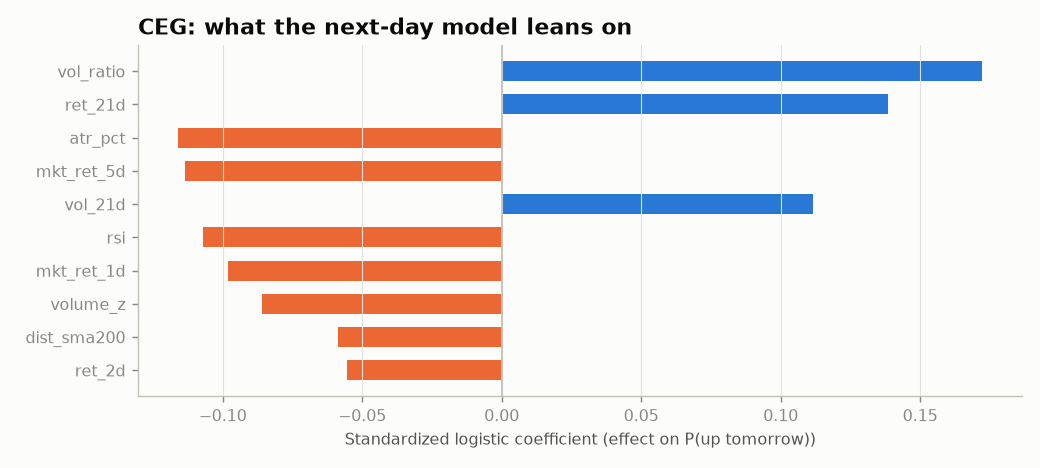 CEG: what the next-day model leans on
vol_ratio
ret_21d
atr_pct
mkt_ret_5d
vol_21d
rsi
mkt_ret_1d
volume_z
dist_sma200
ret_2d
−0.10 −0.05 0.00 0.05 0.10 0.15
Standardized logistic coefficient (effect on P(up tomorrow))